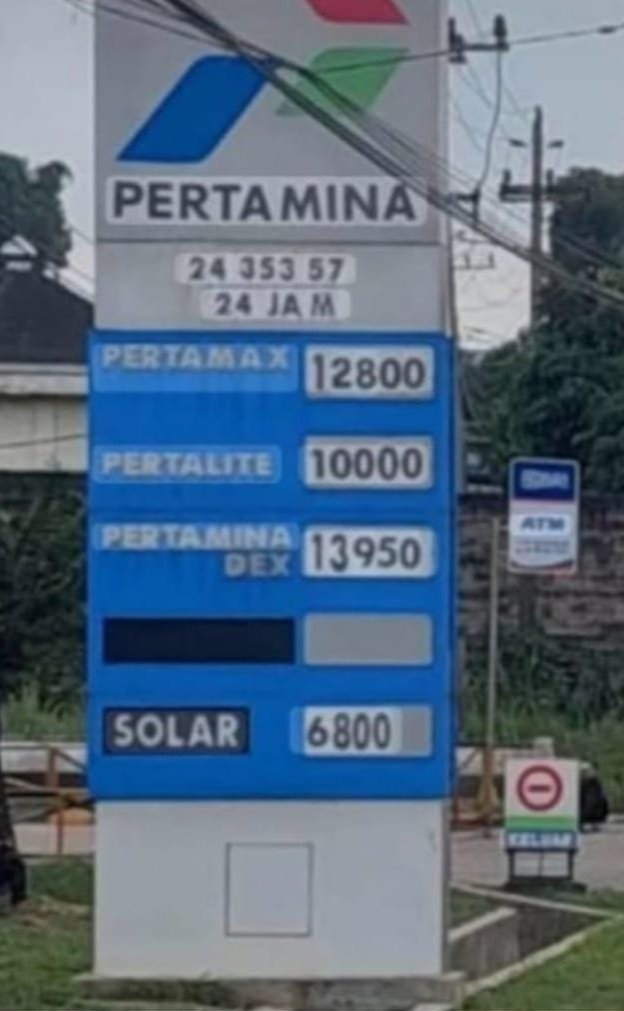 PERTAMINA
24 353 57
24 JAM
PERTAMAX 12800
PERTALITE 10000
PERTAMINA
DEX 13950
SOLAR 6800
ATM